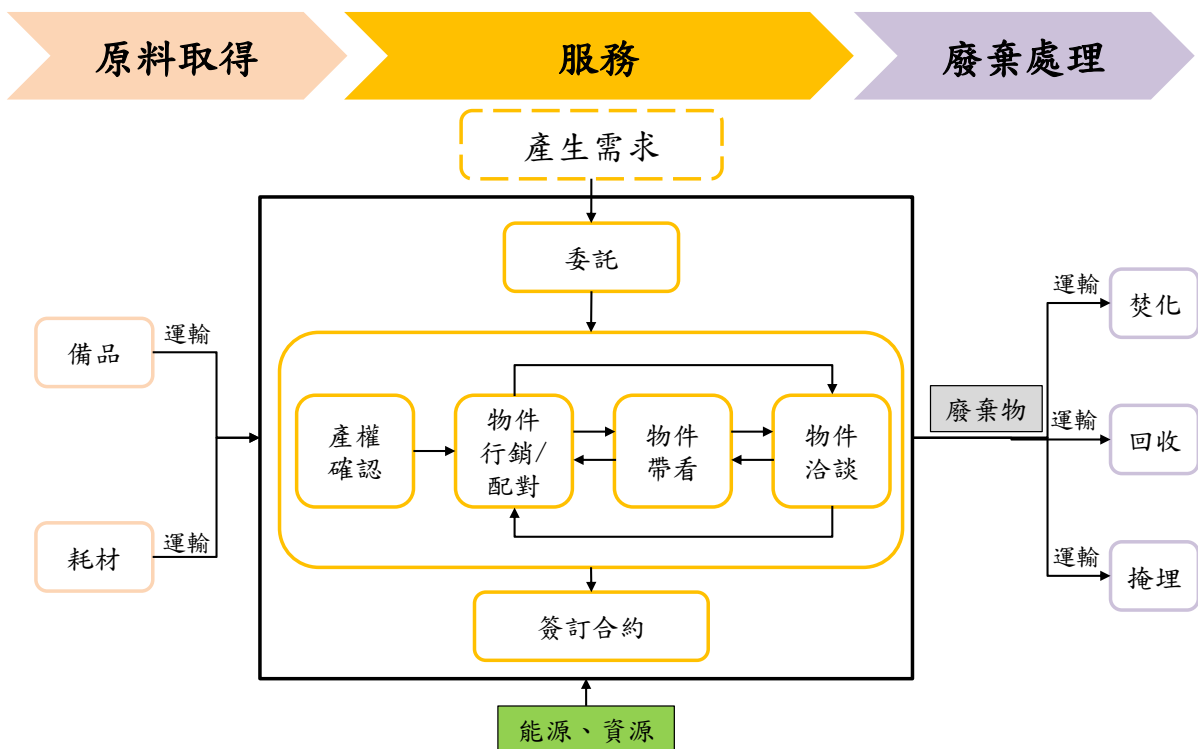 原料取得
服務
廢棄處理
產生需求
委託
備品
運輸
耗材
運輸
產權
確認
物件
行銷/
配對
物件
帶看
物件
洽談
簽訂合約
能源、資源
廢棄物
運輸
焚化
運輸
回收
運輸
掩埋